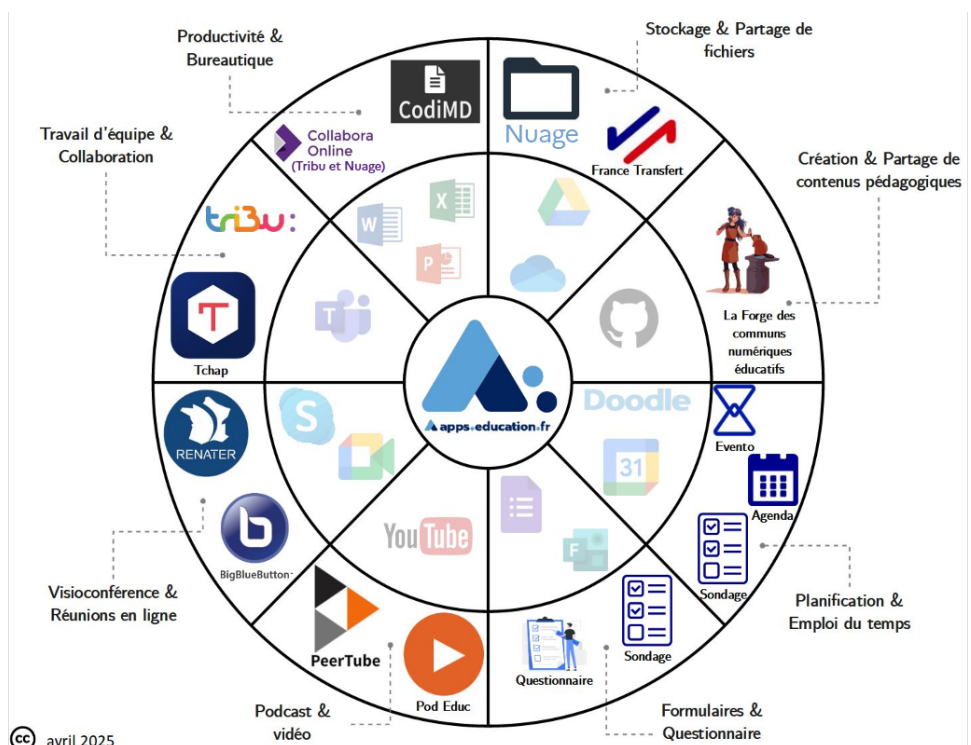 Productivité &
Bureautique
Stockage & Partage de
fichiers
Travail d'équipe &
Collaboration
Création & Partage de
contenus pédagogiques
CodiMD
Collabora
Online
(Tribu et Nuage)
Nuage
France Transfert
triBu:
T
Tchap
W
X
P
T
La Forge des
communs
numériques
éducatifs
apps.education.fr
RENATER
S
Doodle
31
Evento
Agenda
Sondage
b
BigBlueButton
YouTube
F
PeerTube
Pod Educ
Questionnaire
Sondage
Visioconférence &
Réunions en ligne
Planification &
Emploi du temps
Podcast &
vidéo
Formulaires &
Questionnaire
cc avril 2025